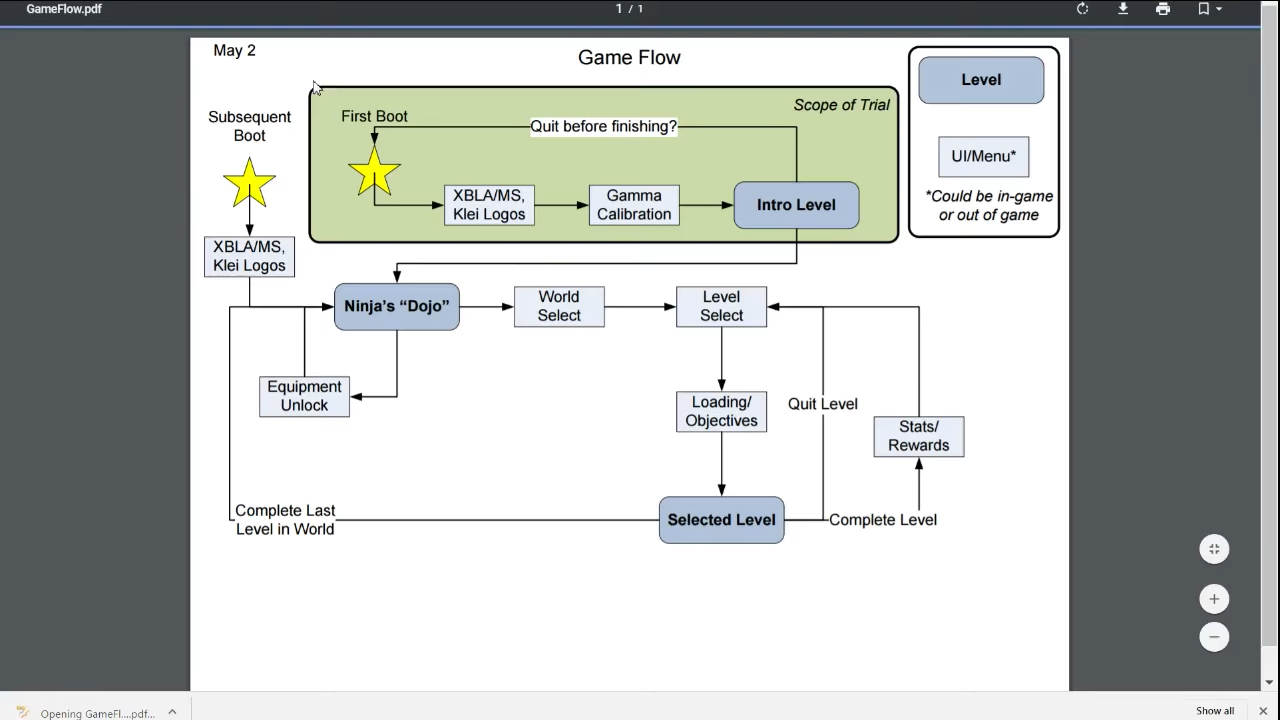 GameFlow.pdf
1 / 1
May 2
Game Flow
Level
UI/Menu*
*Could be in-game
or out of game
Scope of Trial
Subsequent
Boot
First Boot
Quit before finishing?
XBLA/MS,
Klei Logos
Gamma
Calibration
Intro Level
XBLA/MS,
Klei Logos
Ninja’s “Dojo”
World
Select
Level
Select
Equipment
Unlock
Loading/
Objectives
Quit Level
Stats/
Rewards
Complete Last
Level in World
Selected Level
Complete Level
Opening GameFl....pdf...
Show all